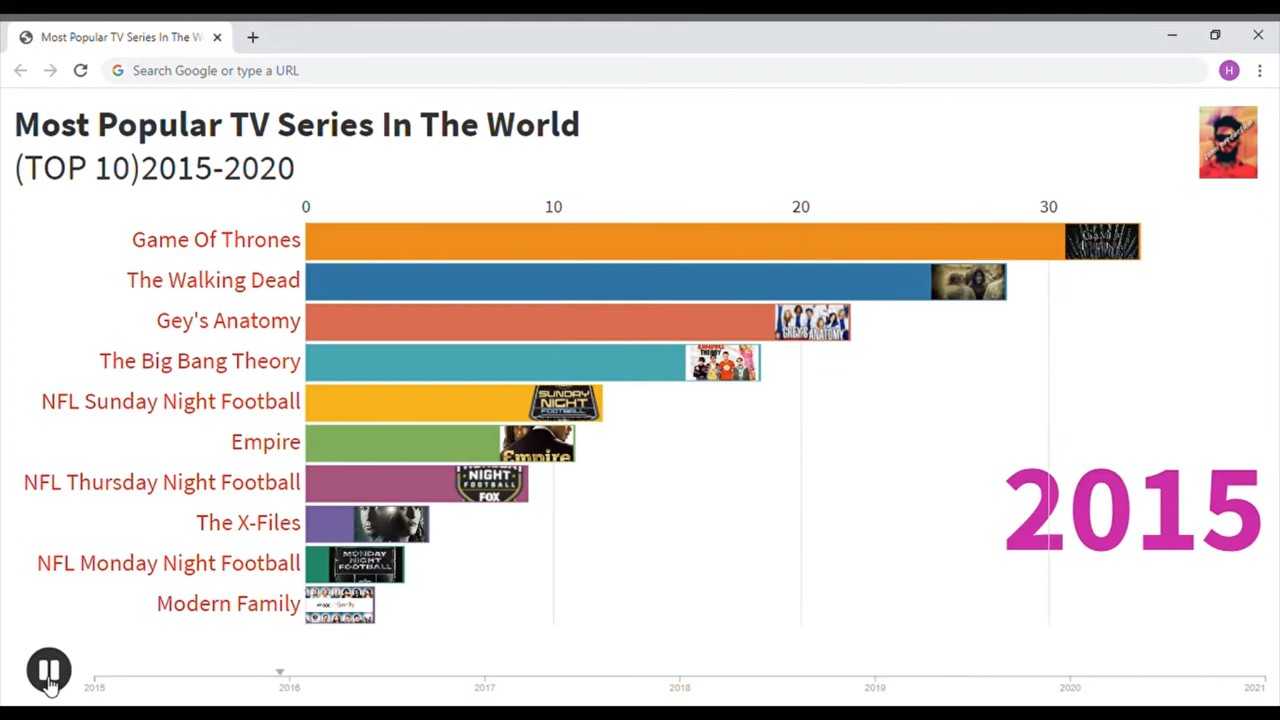 Most Popular TV Series In The W
Search Google or type a URL
H
Most Popular TV Series In The World
(TOP 10)2015-2020
0 10 20 30
Game Of Thrones
The Walking Dead
Gey's Anatomy
GREYS ANATOMY
The Big Bang Theory
THEORY
NFL Sunday Night Football
SUNDAY
NIGHT
FOOTBALL
Empire
Empire
NFL Thursday Night Football
NIGHT
FOOTBALL
FOX
2015
The X-Files
NFL Monday Night Football
MONDAY
NIGHT
FOOTBALL
Modern Family
2015 2016 2017 2018 2019 2020 2021